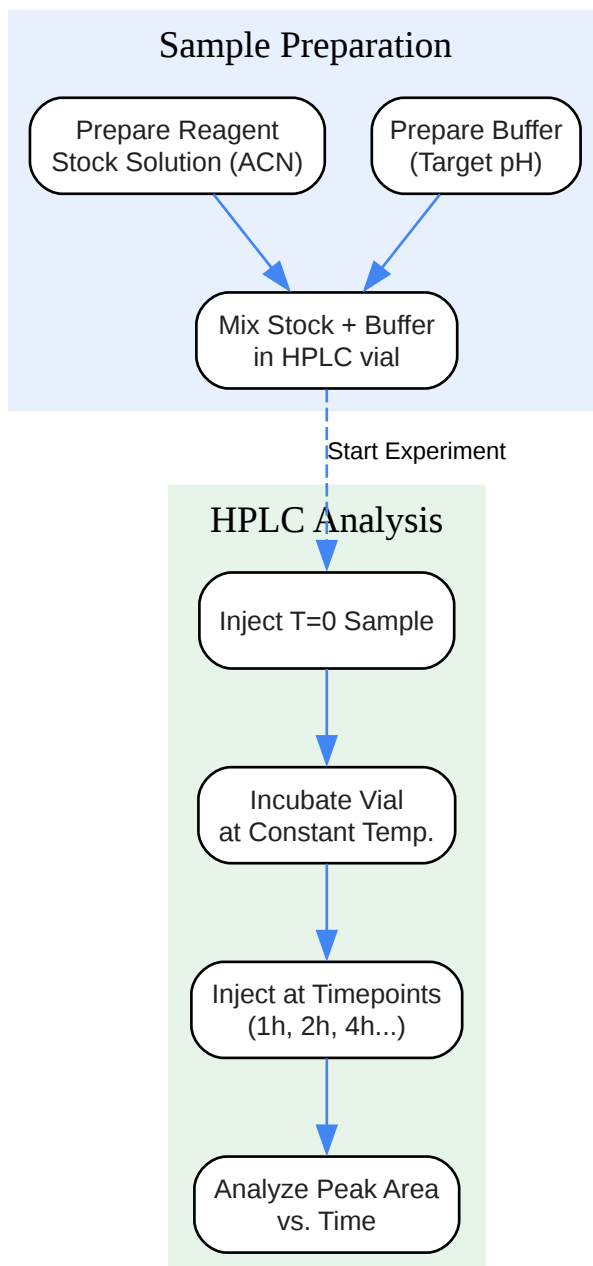 Sample Preparation
Prepare Reagent
Stock Solution (ACN)
Prepare Buffer
(Target pH)
Mix Stock + Buffer
in HPLC vial
Start Experiment
HPLC Analysis
Inject T=0 Sample
Incubate Vial
at Constant Temp.
Inject at Timepoints
(1h, 2h, 4h...)
Analyze Peak Area
vs. Time